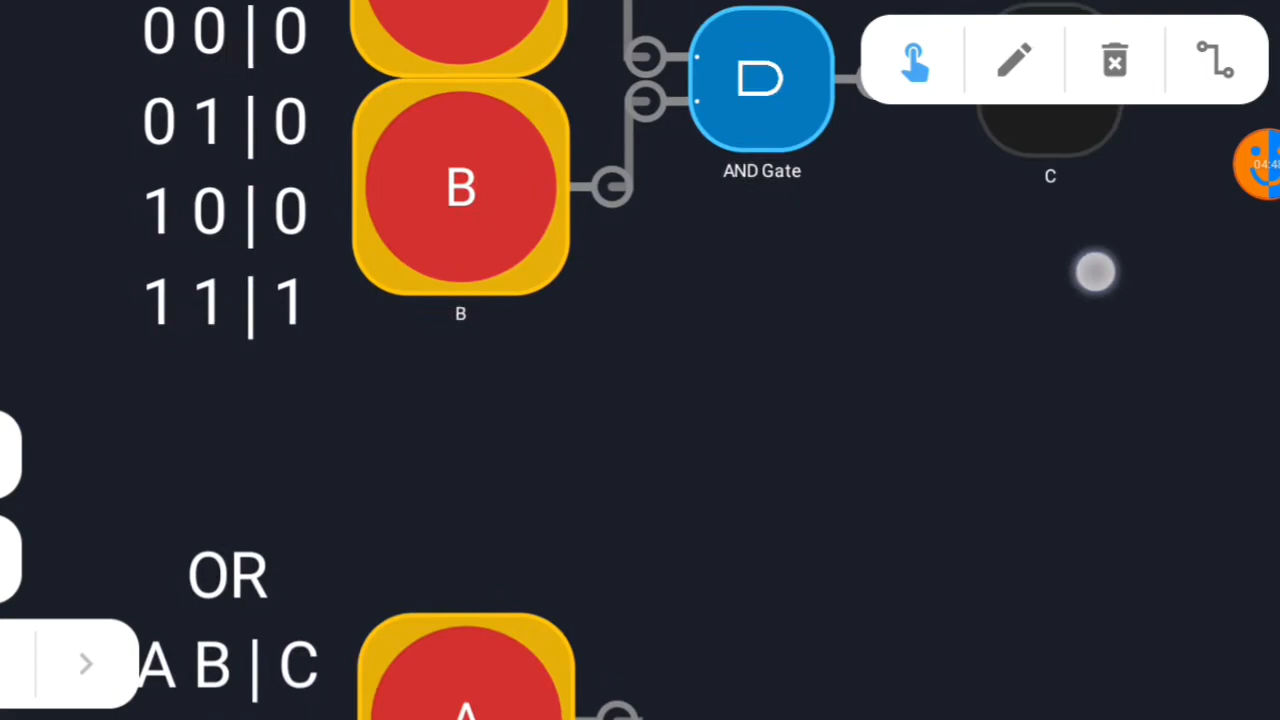 0 0 | 0
0 1 | 0
1 0 | 0
1 1 | 1
B
B
AND Gate
C
OR
A B | C
A